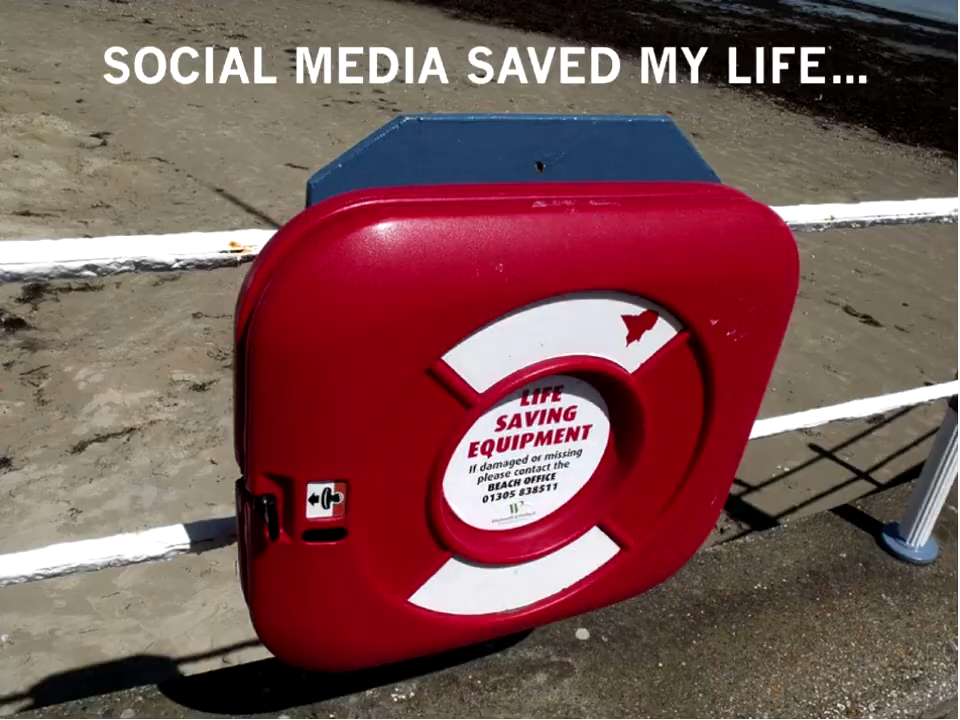 SOCIAL MEDIA SAVED MY LIFE...
LIFE
SAVING
EQUIPMENT
If damaged or missing
please contact the
BEACH OFFICE
01305 838511